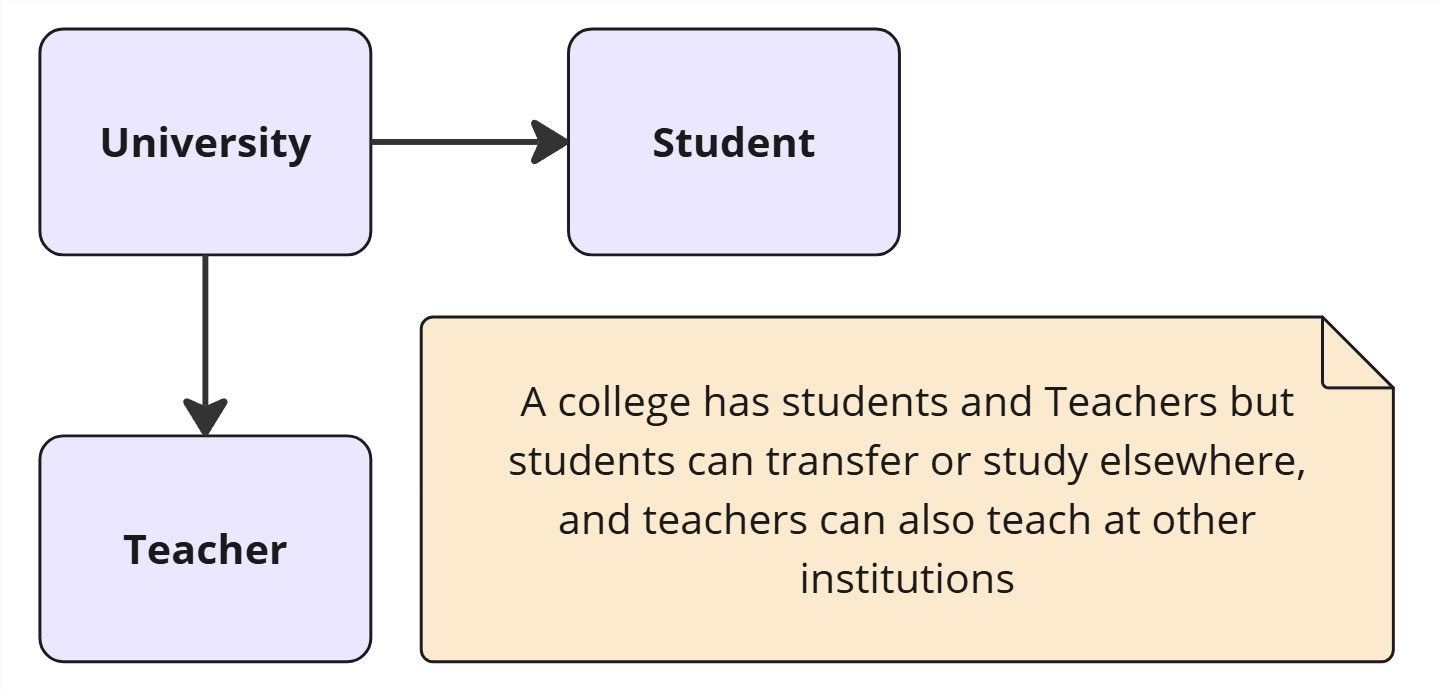 University
Student
Teacher
A college has students and Teachers but
students can transfer or study elsewhere,
and teachers can also teach at other
institutions